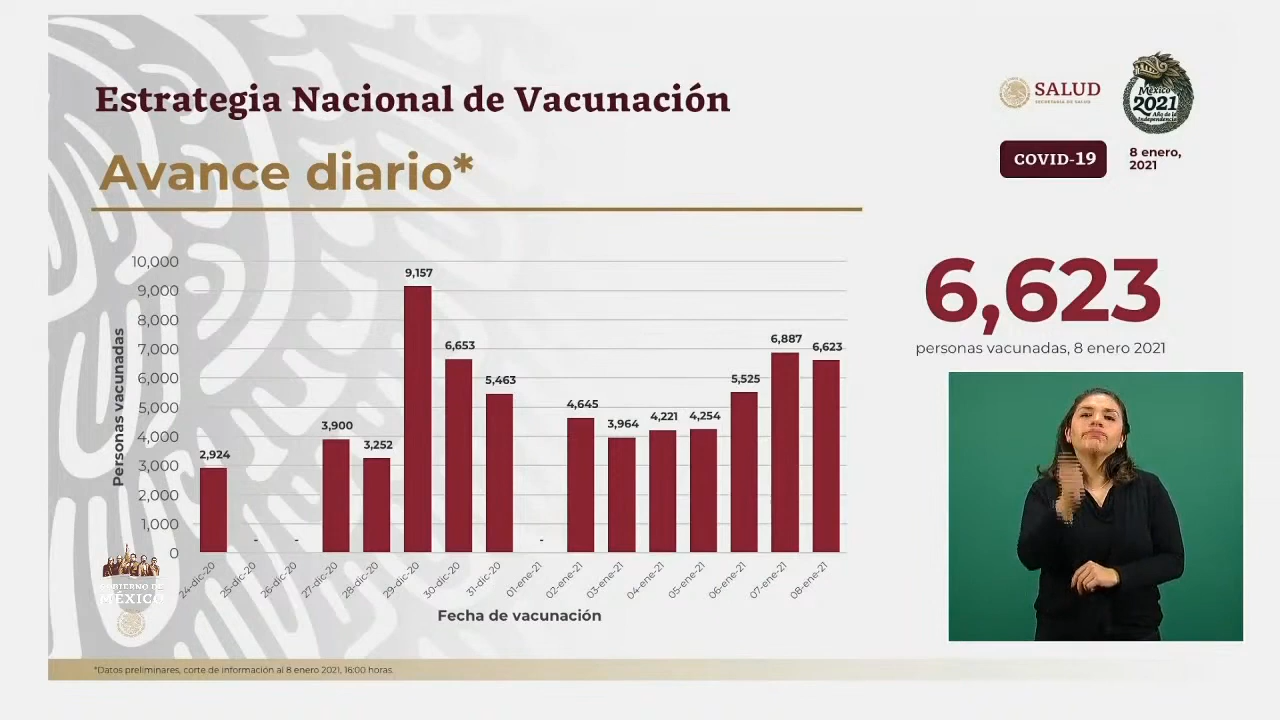 Estrategia Nacional de Vacunación
Avance diario*
SALUD
SECRETARÍA DE SALUD
México
2021
Año de la
Independencia
COVID-19
8 enero,
2021
10,000
9,000
8,000
7,000
6,000
5,000
4,000
3,000
2,000
1,000
0
Personas vacunadas
2,924
-
-
3,900
3,252
9,157
6,653
5,463
-
4,645
3,964
4,221
4,254
5,525
6,887
6,623
24-dic-20
25-dic-20
26-dic-20
27-dic-20
28-dic-20
29-dic-20
30-dic-20
31-dic-20
01-ene-21
02-ene-21
03-ene-21
04-ene-21
05-ene-21
06-ene-21
07-ene-21
08-ene-21
Fecha de vacunación
6,623
personas vacunadas, 8 enero 2021
GOBIERNO DE
MÉXICO
*Datos preliminares, corte de información al 8 enero 2021, 16:00 horas.